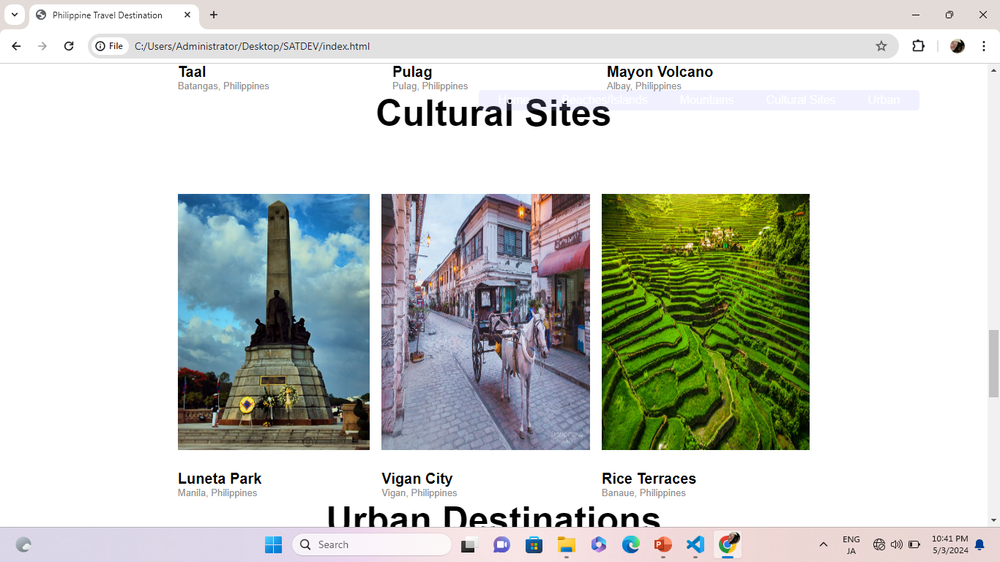 Philippine Travel Destination
File
C:/Users/Administrator/Desktop/SATDEV/index.html
Taal
Batangas, Philippines
Pulag
Pulag, Philippines
Mayon Volcano
Albay, Philippines
Home Beaches/Islands Mountains Cultural Sites Urban
Cultural Sites
Luneta Park
Manila, Philippines
Vigan City
Vigan, Philippines
Rice Terraces
Banaue, Philippines
Urban Destinations
Search
ENG
JA
10:41 PM
5/3/2024